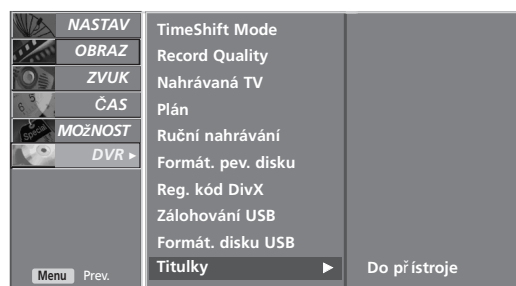 NASTAV
OBRAZ
ZVUK
ČAS
MOžNOST
DVR ►
Menu Prev.
TimeShift Mode
Record Quality
Nahrávaná TV
Plán
Ruční nahrávání
Formát. pev. disku
Reg. kód DivX
Zálohování USB
Formát. disku USB
Titulky ►
Do přístroje